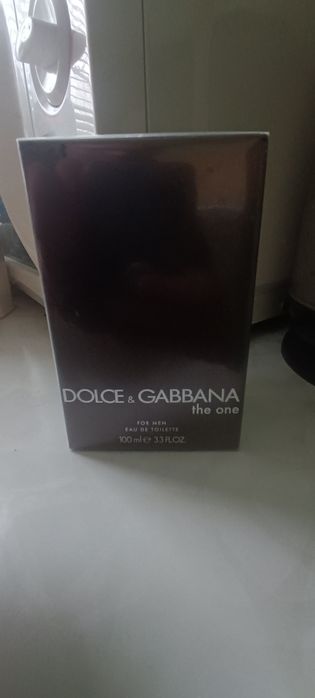 DOLCE & GABBANA
the one
FOR MEN
EAU DE TOILETTE
100 ml ℮ 3.3 FL.OZ.